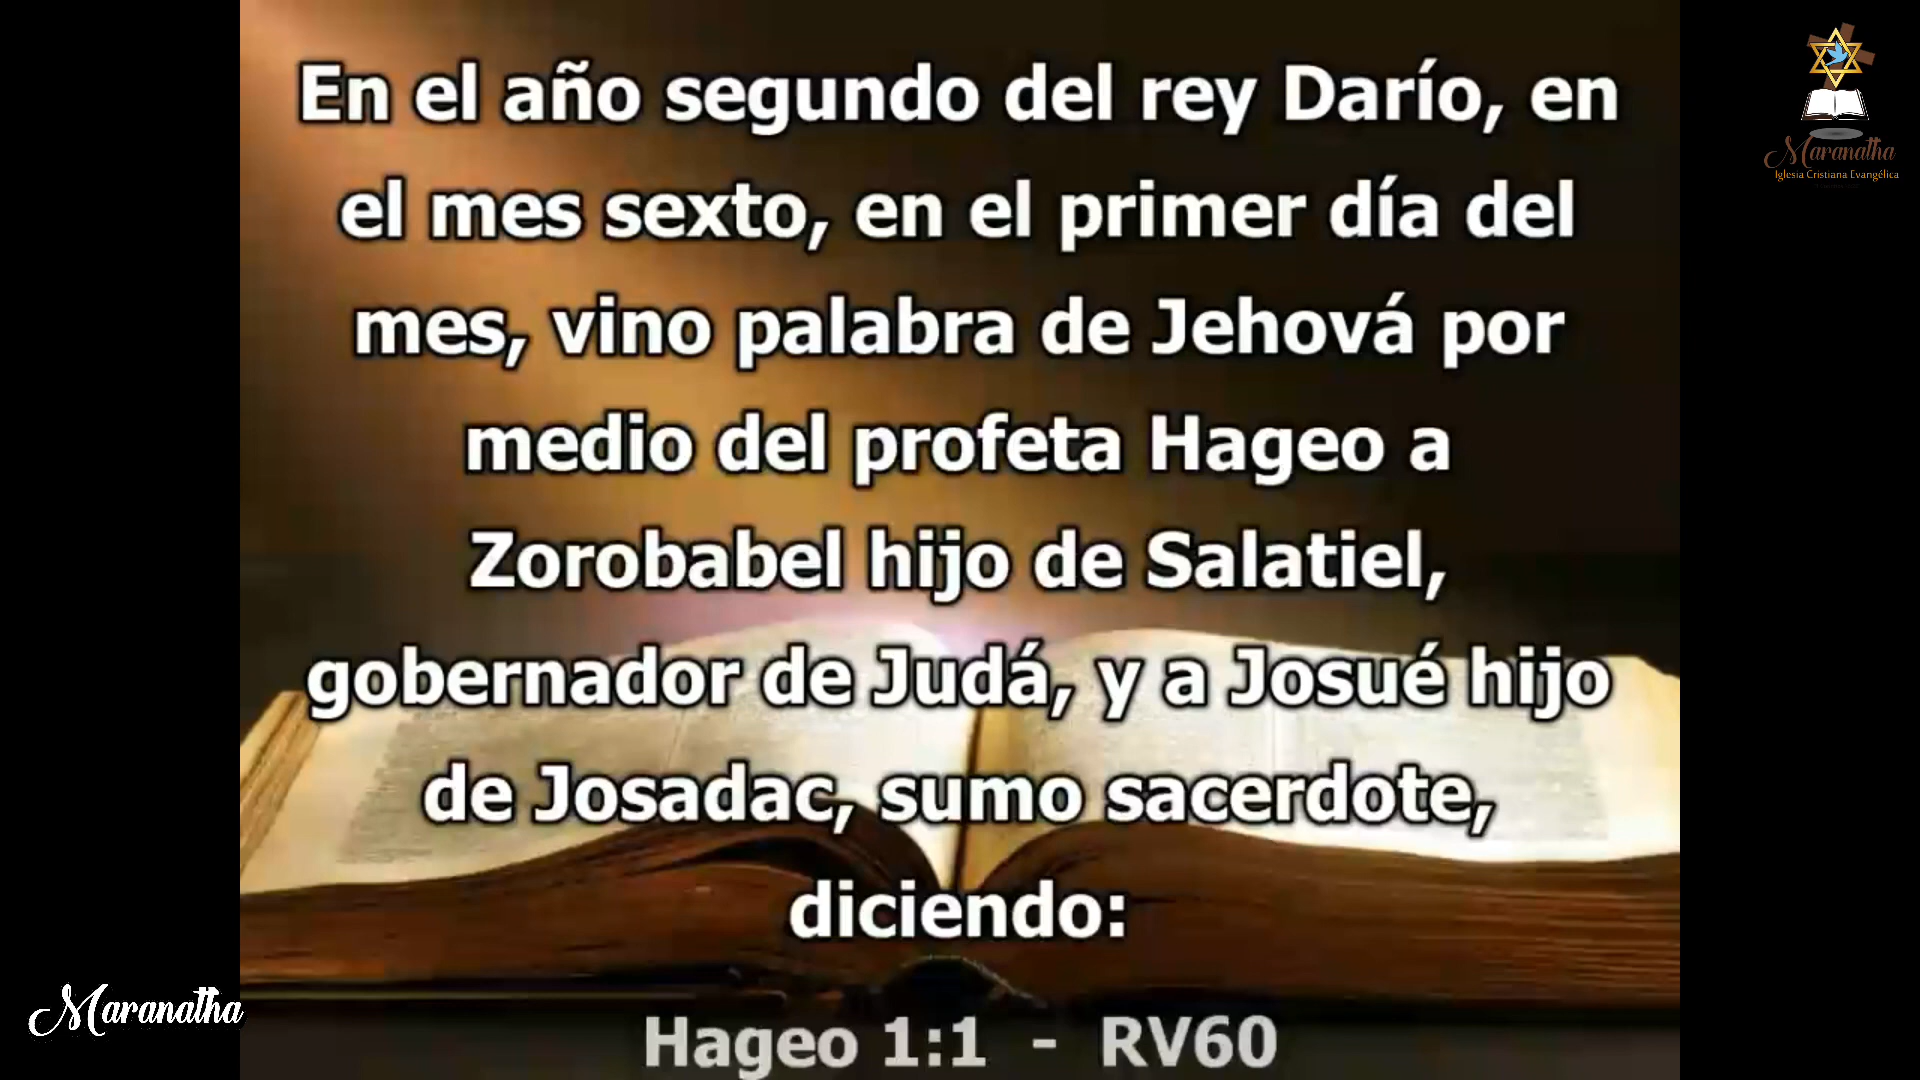 En el año segundo del rey Darío, en
el mes sexto, en el primer día del
mes, vino palabra de Jehová por
medio del profeta Hageo a
Zorobabel hijo de Salatiel,
gobernador de Judá, y a Josué hijo
de Josadac, sumo sacerdote,
diciendo:
Hageo 1:1 - RV60
Maranatha
Iglesia Cristiana Evangélica
Maranatha